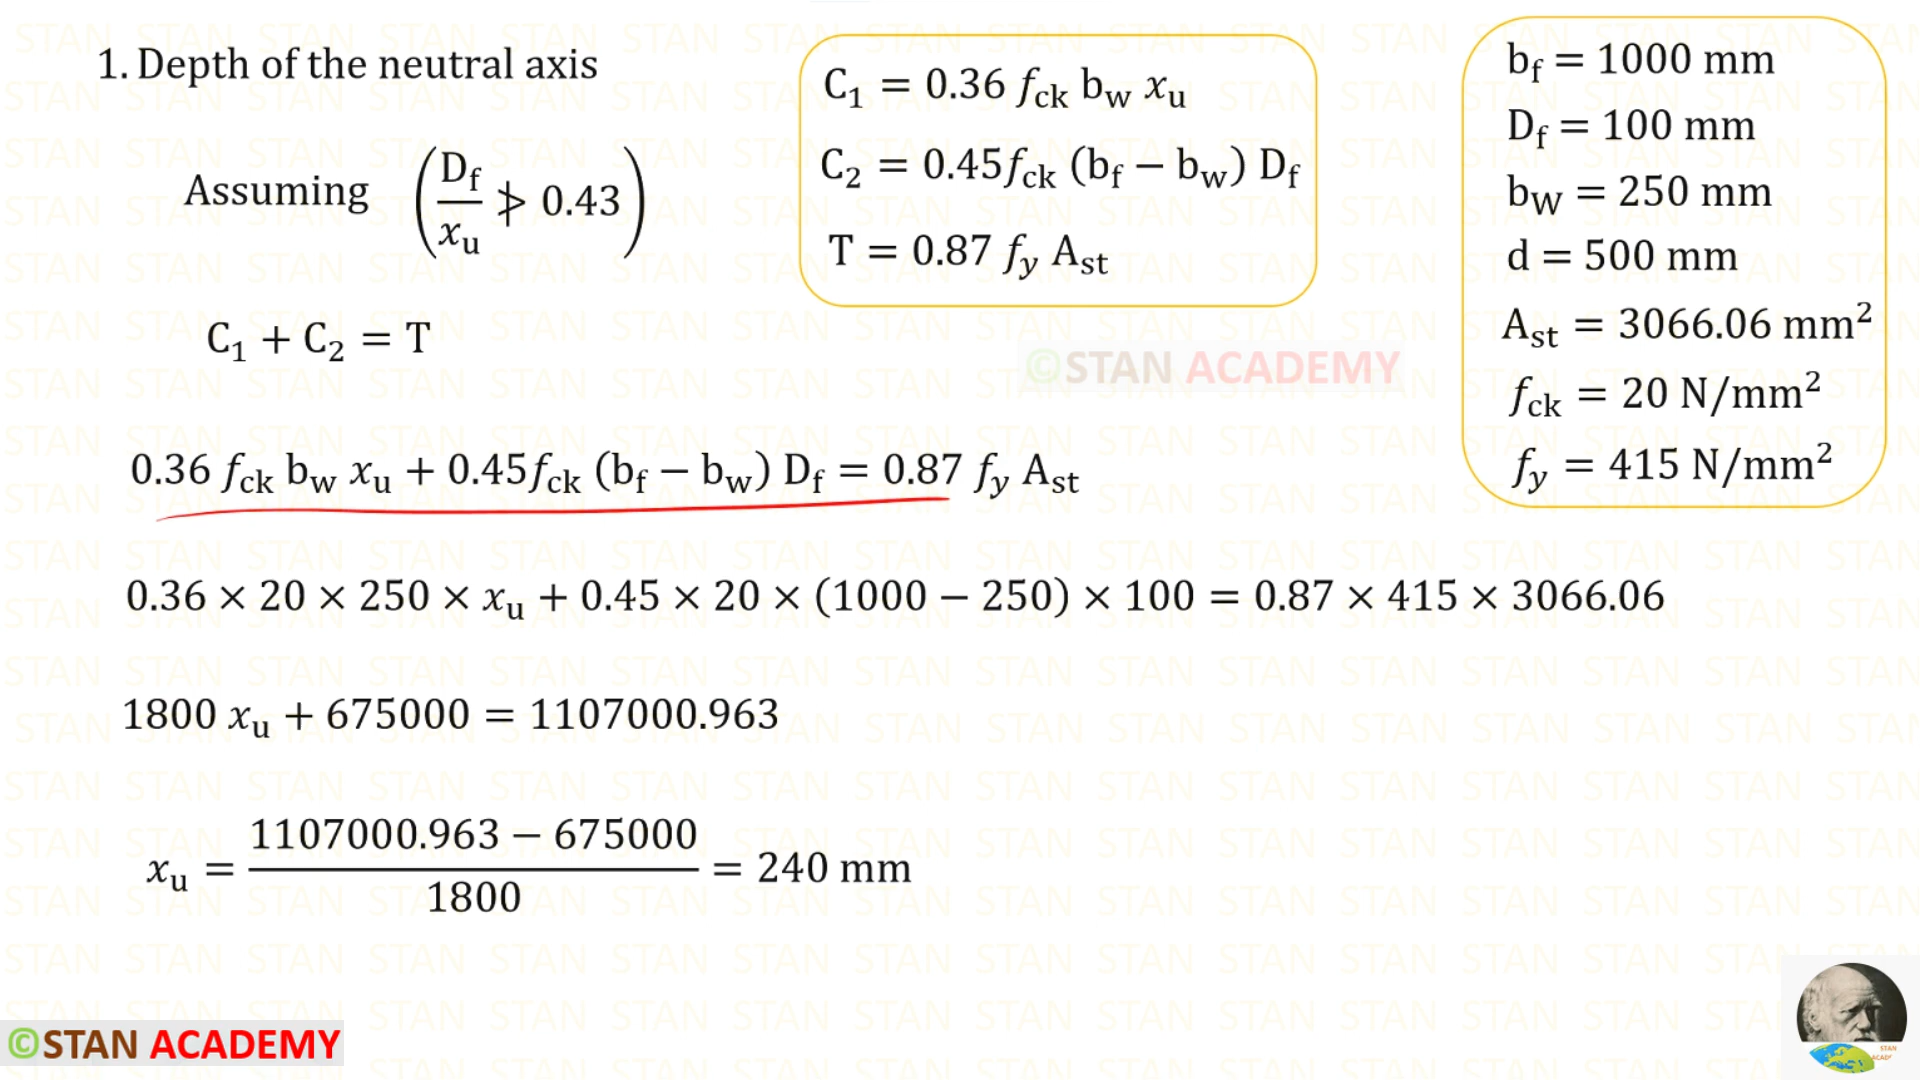 1. Depth of the neutral axis
Assuming (D_f / x_u ≯ 0.43)
C₁ + C₂ = T
C₁ = 0.36 f_ck b_w x_u
C₂ = 0.45f_ck (b_f − b_w) D_f
T = 0.87 f_y A_st
b_f = 1000 mm
D_f = 100 mm
b_W = 250 mm
d = 500 mm
A_st = 3066.06 mm²
f_ck = 20 N/mm²
f_y = 415 N/mm²
©STAN ACADEMY
0.36 f_ck b_w x_u + 0.45f_ck (b_f − b_w) D_f = 0.87 f_y A_st
0.36 × 20 × 250 × x_u + 0.45 × 20 × (1000 − 250) × 100 = 0.87 × 415 × 3066.06
1800 x_u + 675000 = 1107000.963
x_u = (1107000.963 − 675000) / 1800 = 240 mm
©STAN ACADEMY
STAN